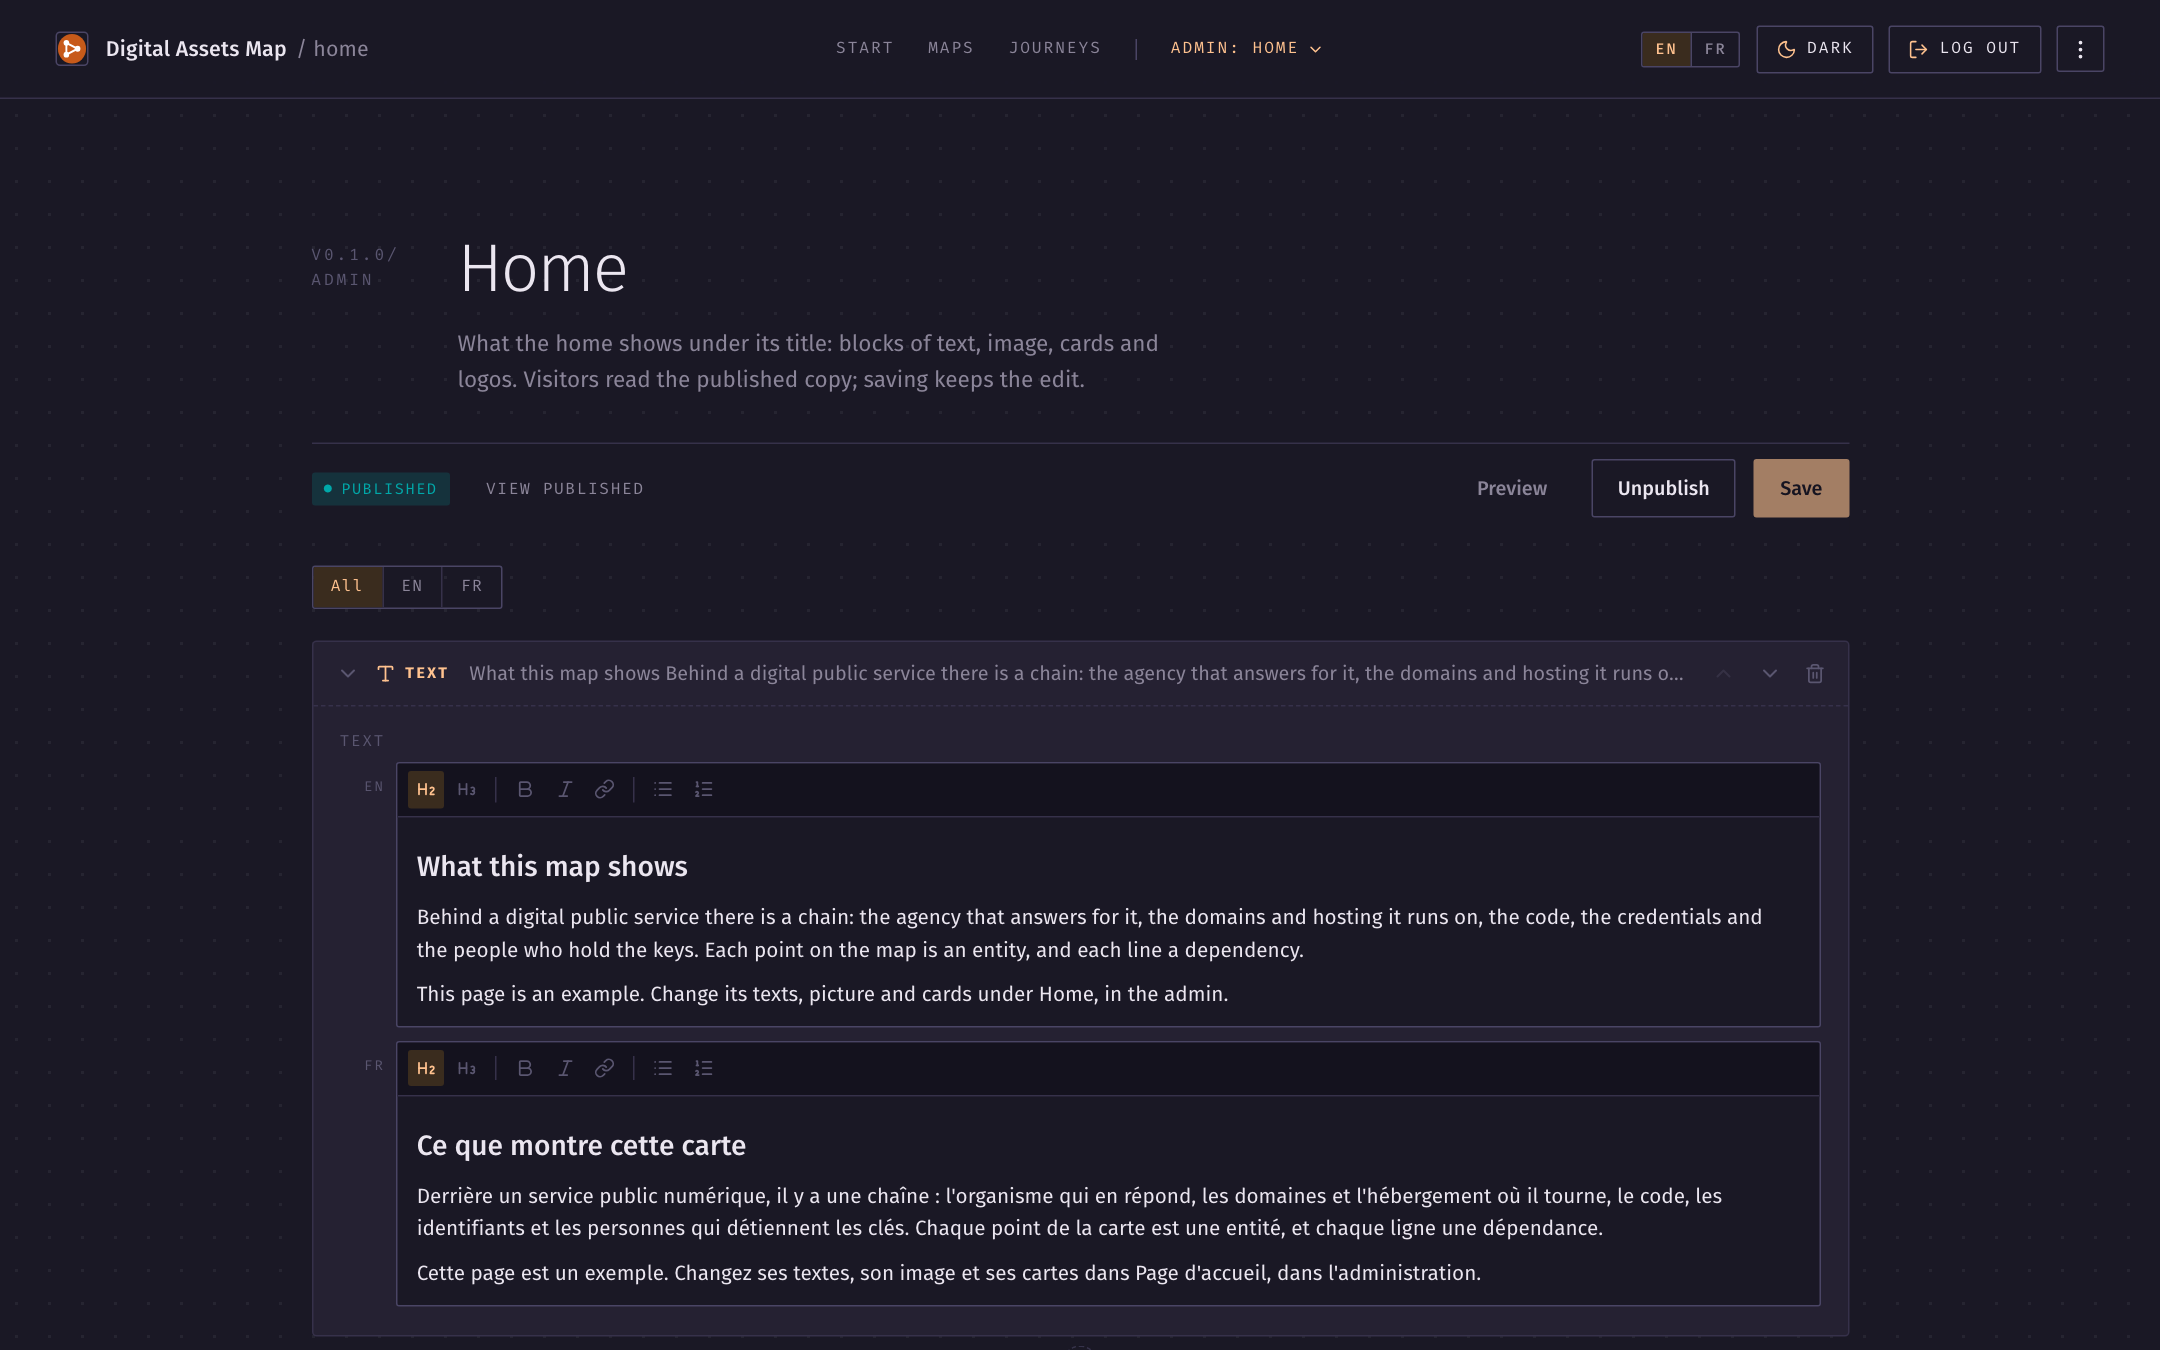 Digital Assets Map / home
START MAPS JOURNEYS ADMIN: HOME
EN FR DARK LOG OUT
V0.1.0/
ADMIN
Home
What the home shows under its title: blocks of text, image, cards and
logos. Visitors read the published copy; saving keeps the edit.
PUBLISHED VIEW PUBLISHED Preview Unpublish Save
All EN FR
TEXT What this map shows Behind a digital public service there is a chain: the agency that answers for it, the domains and hosting it runs o...
TEXT
EN
H2 H3 B I
What this map shows
Behind a digital public service there is a chain: the agency that answers for it, the domains and hosting it runs on, the code, the credentials and
the people who hold the keys. Each point on the map is an entity, and each line a dependency.
This page is an example. Change its texts, picture and cards under Home, in the admin.
FR
H2 H3 B I
Ce que montre cette carte
Derrière un service public numérique, il y a une chaîne : l'organisme qui en répond, les domaines et l'hébergement où il tourne, le code, les
identifiants et les personnes qui détiennent les clés. Chaque point de la carte est une entité, et chaque ligne une dépendance.
Cette page est un exemple. Changez ses textes, son image et ses cartes dans Page d'accueil, dans l'administration.